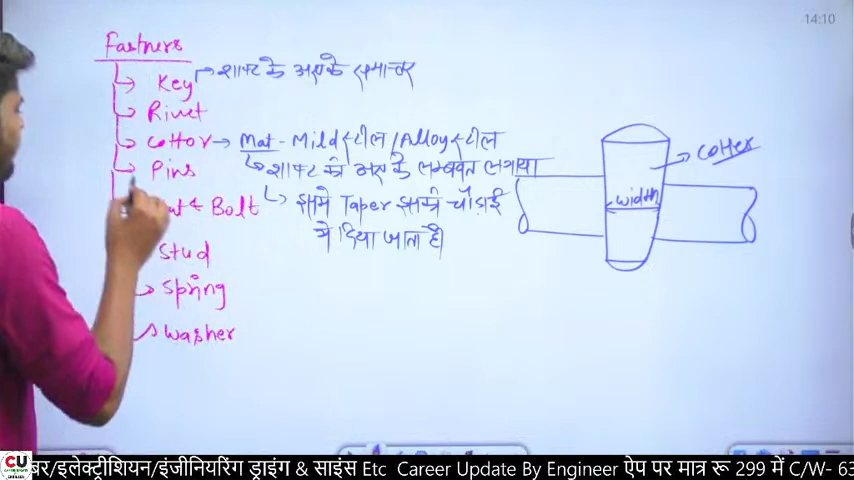 14:10
Fastners
Key → शाफ्ट के अक्ष के समान्तर
Rivet
Cottor → Mat - Mild स्टील / Alloy स्टील
→ शाफ्ट की अक्ष के लम्बवत लगाया
Pins
& Bolt → इसमे Taper इसकी चौड़ाई
मे दिया जाता है।
Stud
Spring
Washer
Cotter
width
CU
/इलेक्ट्रीशियन/इंजीनियरिंग ड्राइंग & साइंस Etc Career Update By Engineer ऐप पर मात्र रू 299 में C/W- 63